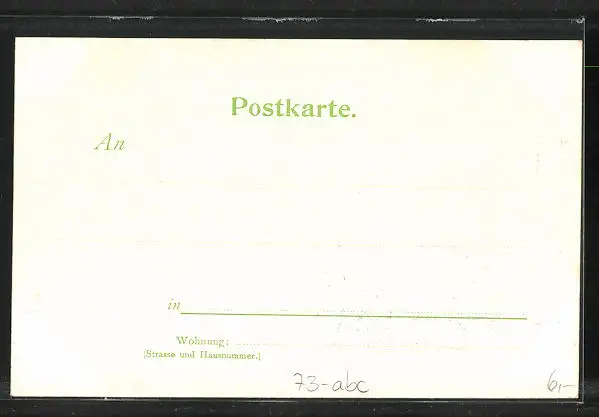 Postkarte.
An
in
Wohnung:
(Strasse und Hausnummer.)
73-abc
6,-